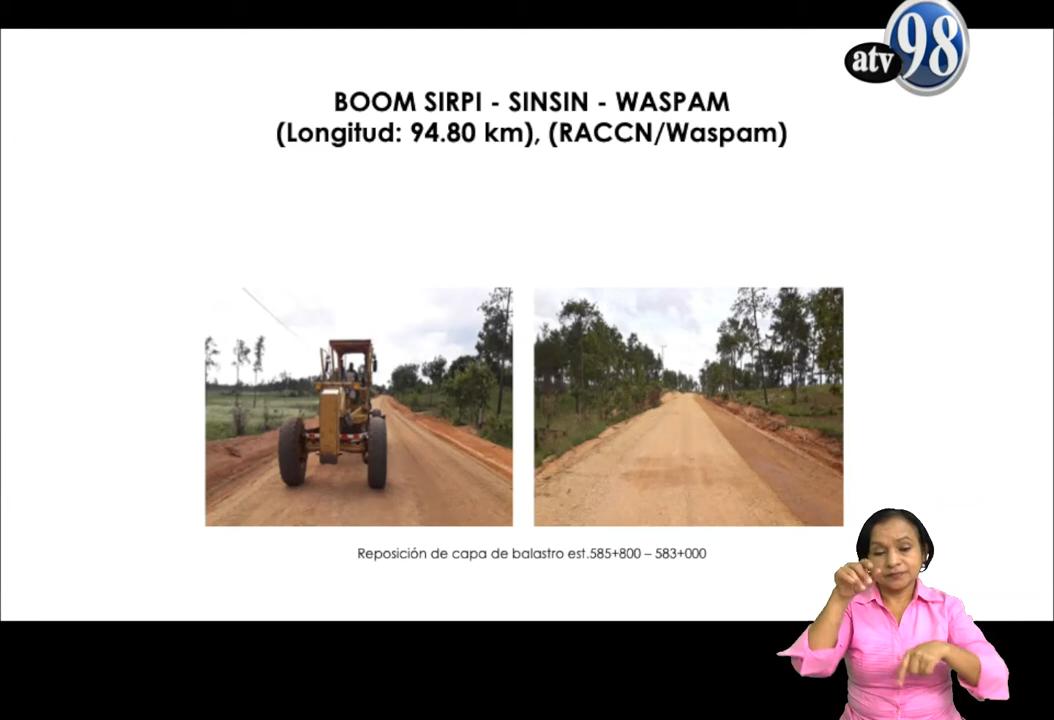 atv 98
BOOM SIRPI - SINSIN - WASPAM
(Longitud: 94.80 km), (RACCN/Waspam)
Reposición de capa de balastro est.585+800 – 583+000